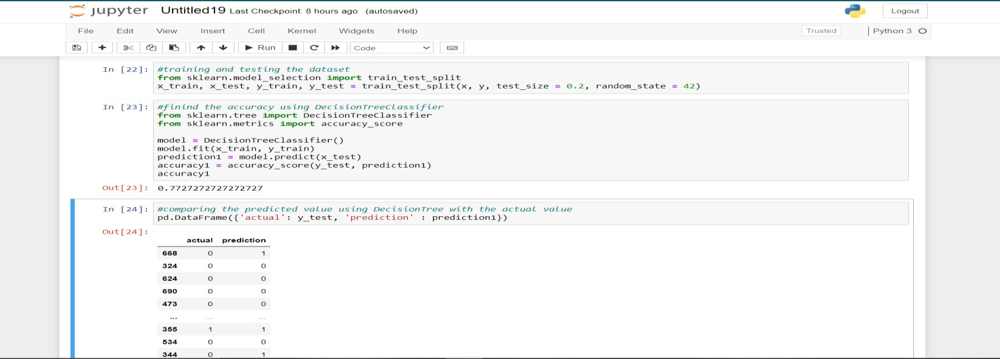 jupyter Untitled19 Last Checkpoint: 8 hours ago (autosaved) Logout
File Edit View Insert Cell Kernel Widgets Help Trusted Python 3
Run Code
In [22]: #training and testing the dataset
from sklearn.model_selection import train_test_split
x_train, x_test, y_train, y_test = train_test_split(x, y, test_size = 0.2, random_state = 42)
In [23]: #finind the accuracy using DecisionTreeClassifier
from sklearn.tree import DecisionTreeClassifier
from sklearn.metrics import accuracy_score
model = DecisionTreeClassifier()
model.fit(x_train, y_train)
prediction1 = model.predict(x_test)
accuracy1 = accuracy_score(y_test, prediction1)
accuracy1
Out[23]: 0.7727272727272727
In [24]: #comparing the predicted value using DecisionTree with the actual value
pd.DataFrame({'actual': y_test, 'prediction' : prediction1})
Out[24]:
actual prediction
668 0 1
324 0 0
624 0 0
690 0 0
473 0 0
... ... ...
355 1 1
534 0 0
344 0 1